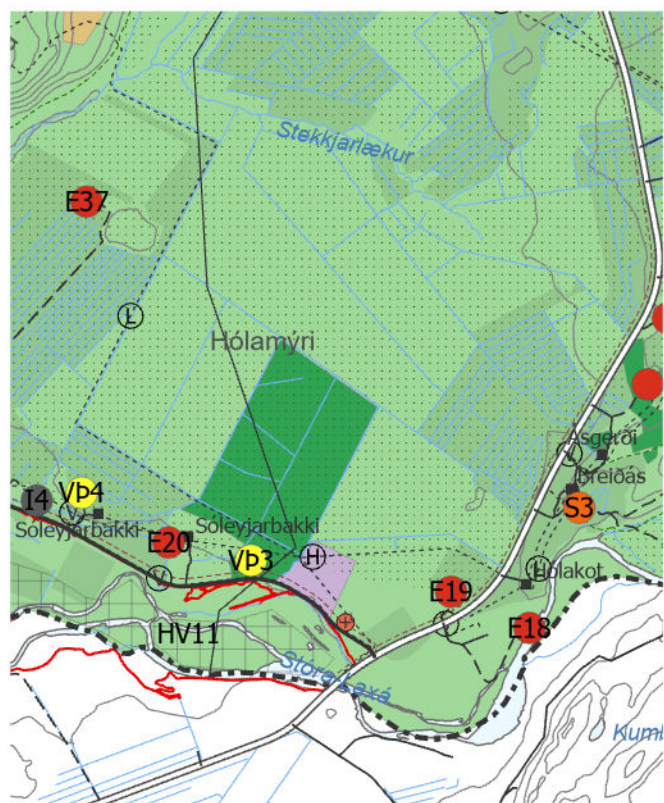 Stekkjarlækur
E37
Ł
Hólamýri
Ásgerði
V
Breiðás
I4
VÞ4
V
S3
Sóleyjarbakki
Sóleyjarbakki
E20
VÞ3
H
V
Hólakot
E19
V
E18
HV11
Stóra-Laxá